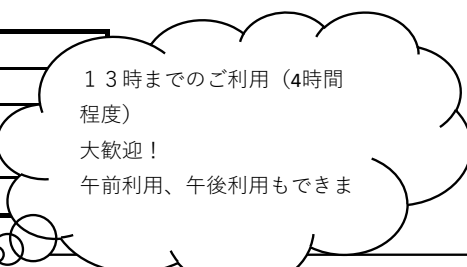 １３時までのご利用（4時間
程度）
大歓迎！
午前利用、午後利用もできま